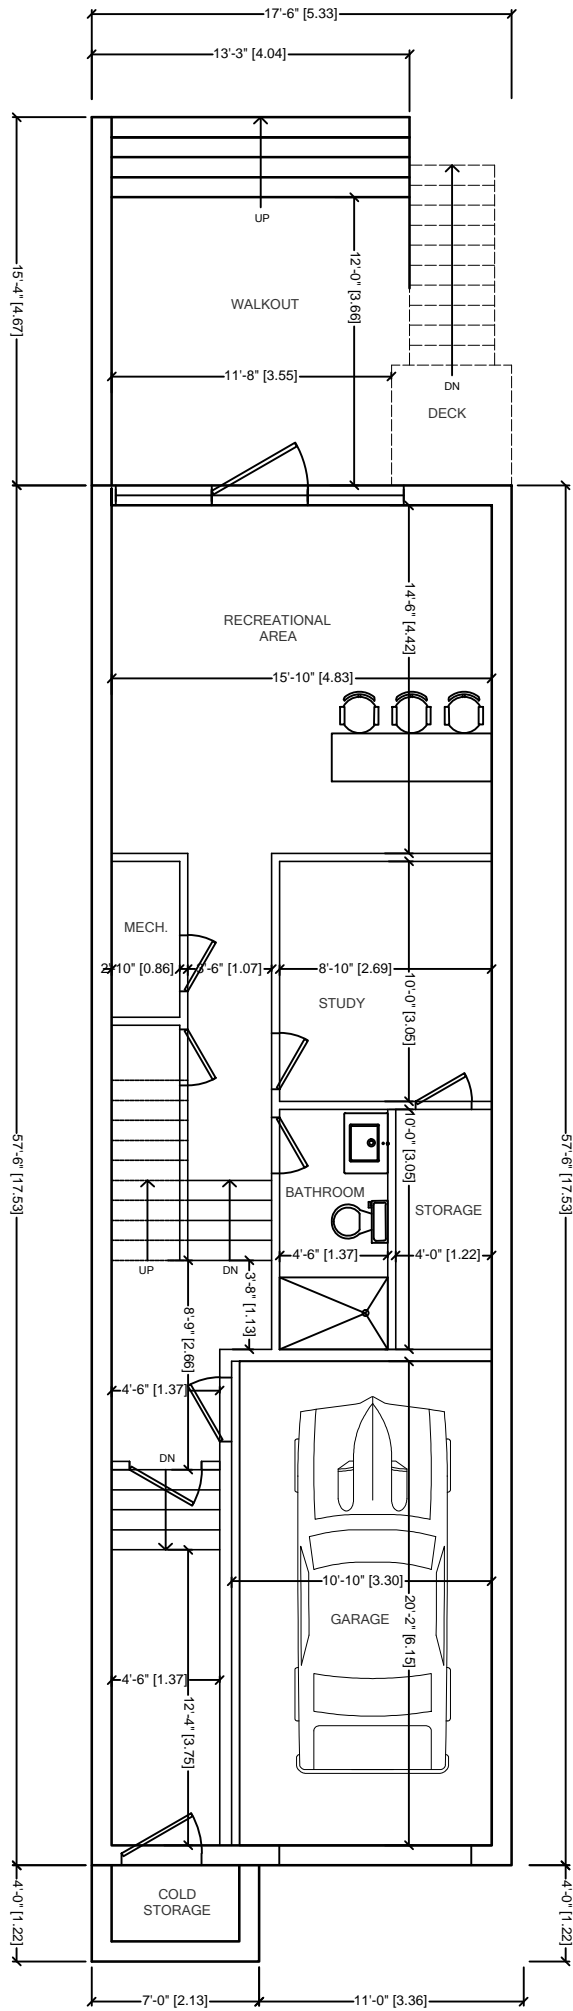 17'-6" [5.33]
13'-3" [4.04]
UP
15'-4" [4.67]
12'-0" [3.66]
WALKOUT
11'-8" [3.55]
DN
DECK
RECREATIONAL
AREA
14'-6" [4.42]
15'-10" [4.83]
MECH.
2'-10" [0.86]
3'-6" [1.07]
8'-10" [2.69]
10'-0" [3.05]
STUDY
57'-6" [17.53]
57'-6" [17.53]
10'-0" [3.05]
BATHROOM
STORAGE
4'-6" [1.37]
4'-0" [1.22]
UP
DN
3'-8" [1.13]
8'-9" [2.66]
4'-6" [1.37]
DN
10'-10" [3.30]
GARAGE
20'-2" [6.15]
4'-6" [1.37]
12'-4" [3.75]
COLD
STORAGE
4'-0" [1.22]
4'-0" [1.22]
7'-0" [2.13]
11'-0" [3.36]